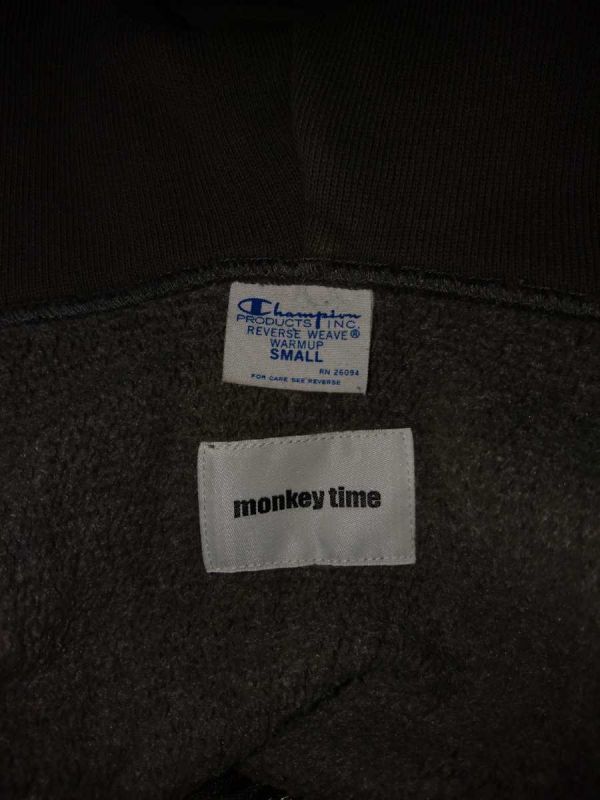 Champion
PRODUCTS INC.
REVERSE WEAVE®
WARMUP
SMALL
RN 26094
FOR CARE SEE REVERSE
monkey time